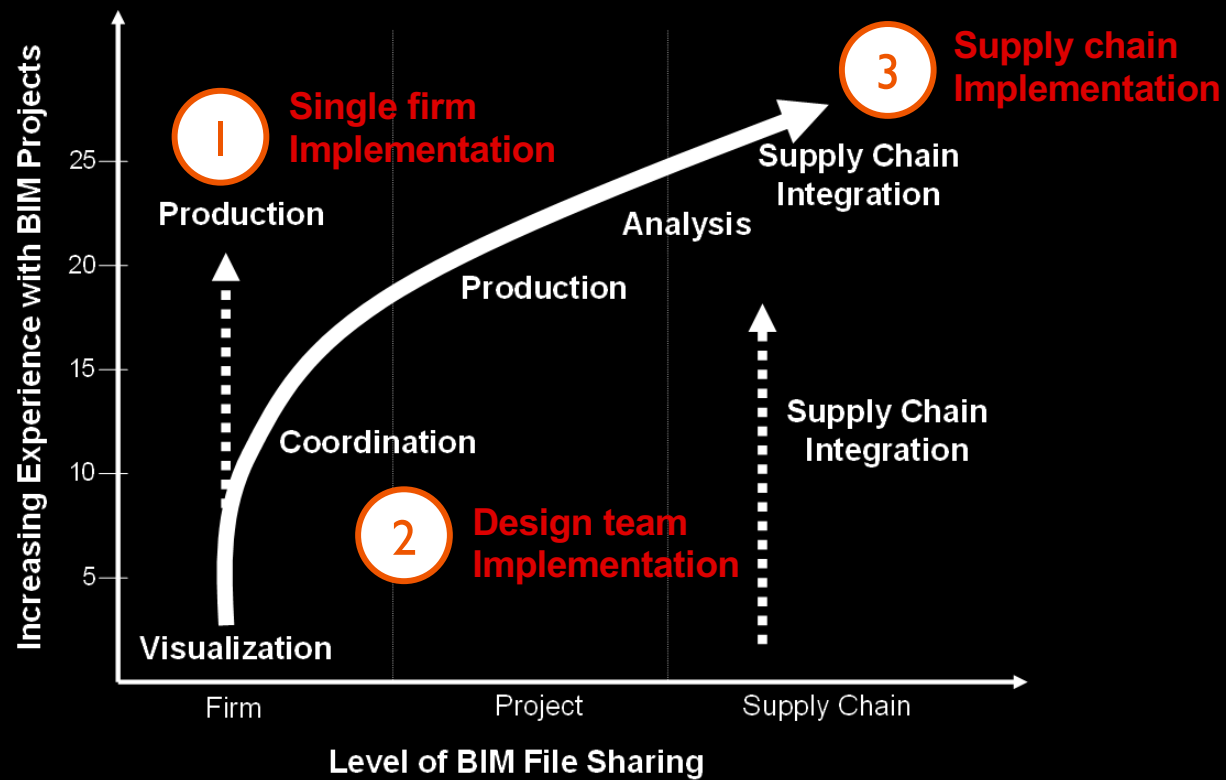 Increasing Experience with BIM Projects
25
20
15
10
5
1
Single firm
Implementation
Production
3
Supply chain
Implementation
Supply Chain
Integration
Analysis
Production
Coordination
Supply Chain
Integration
2
Design team
Implementation
Visualization
Firm
Project
Supply Chain
Level of BIM File Sharing